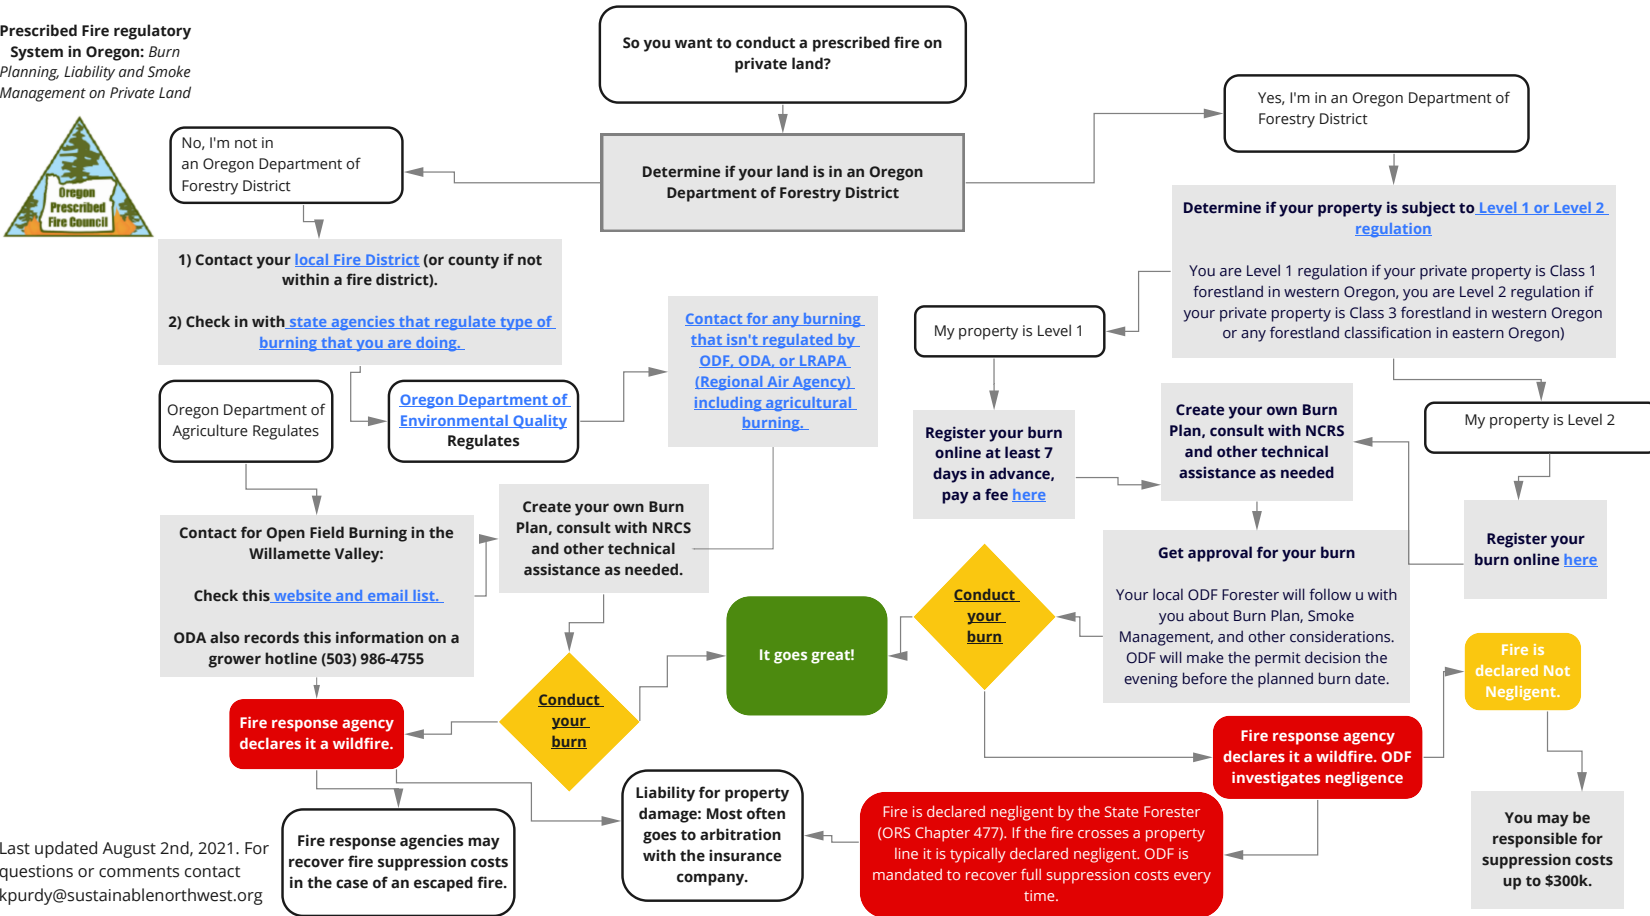 Prescribed Fire regulatory
System in Oregon: Burn
Planning, Liability and Smoke
Management on Private Land
Oregon
Prescribed
Fire Council
So you want to conduct a prescribed fire on
private land?
Determine if your land is in an Oregon
Department of Forestry District
No, I'm not in
an Oregon Department of
Forestry District
1) Contact your local Fire District (or county if not
within a fire district).
2) Check in with state agencies that regulate type of
burning that you are doing.
Oregon Department of
Agriculture Regulates
Oregon Department of
Environmental Quality
Regulates
Contact for any burning
that isn't regulated by
ODF, ODA, or LRAPA
(Regional Air Agency)
including agricultural
burning.
Contact for Open Field Burning in the
Willamette Valley:
Check this website and email list.
ODA also records this information on a
grower hotline (503) 986-4755
Create your own Burn
Plan, consult with NRCS
and other technical
assistance as needed.
Conduct
your
burn
It goes great!
Fire response agency
declares it a wildfire.
Fire response agencies may
recover fire suppression costs
in the case of an escaped fire.
Liability for property
damage: Most often
goes to arbitration
with the insurance
company.
Yes, I'm in an Oregon Department of
Forestry District
Determine if your property is subject to Level 1 or Level 2
regulation
You are Level 1 regulation if your private property is Class 1
forestland in western Oregon, you are Level 2 regulation if
your private property is Class 3 forestland in western Oregon
or any forestland classification in eastern Oregon)
My property is Level 1
Register your burn
online at least 7
days in advance,
pay a fee here
Create your own Burn
Plan, consult with NCRS
and other technical
assistance as needed
My property is Level 2
Register your
burn online here
Get approval for your burn
Your local ODF Forester will follow u with
you about Burn Plan, Smoke
Management, and other considerations.
ODF will make the permit decision the
evening before the planned burn date.
Conduct
your
burn
Fire response agency
declares it a wildfire. ODF
investigates negligence
Fire is
declared Not
Negligent.
You may be
responsible for
suppression costs
up to $300k.
Fire is declared negligent by the State Forester
(ORS Chapter 477). If the fire crosses a property
line it is typically declared negligent. ODF is
mandated to recover full suppression costs every
time.
Last updated August 2nd, 2021. For
questions or comments contact
kpurdy@sustainablenorthwest.org